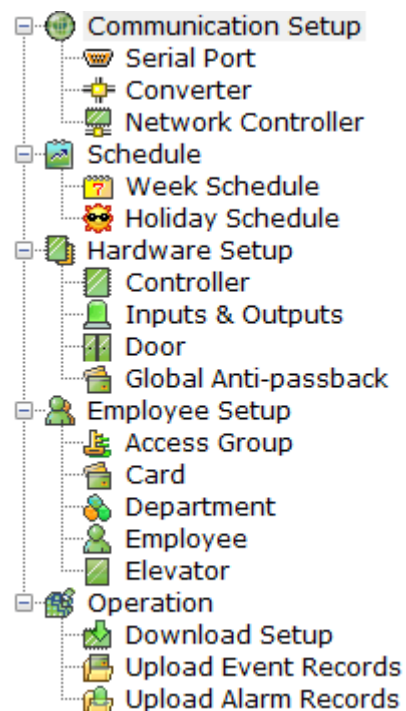 Communication Setup
Serial Port
Converter
Network Controller
Schedule
Week Schedule
Holiday Schedule
Hardware Setup
Controller
Inputs & Outputs
Door
Global Anti-passback
Employee Setup
Access Group
Card
Department
Employee
Elevator
Operation
Download Setup
Upload Event Records
Upload Alarm Records